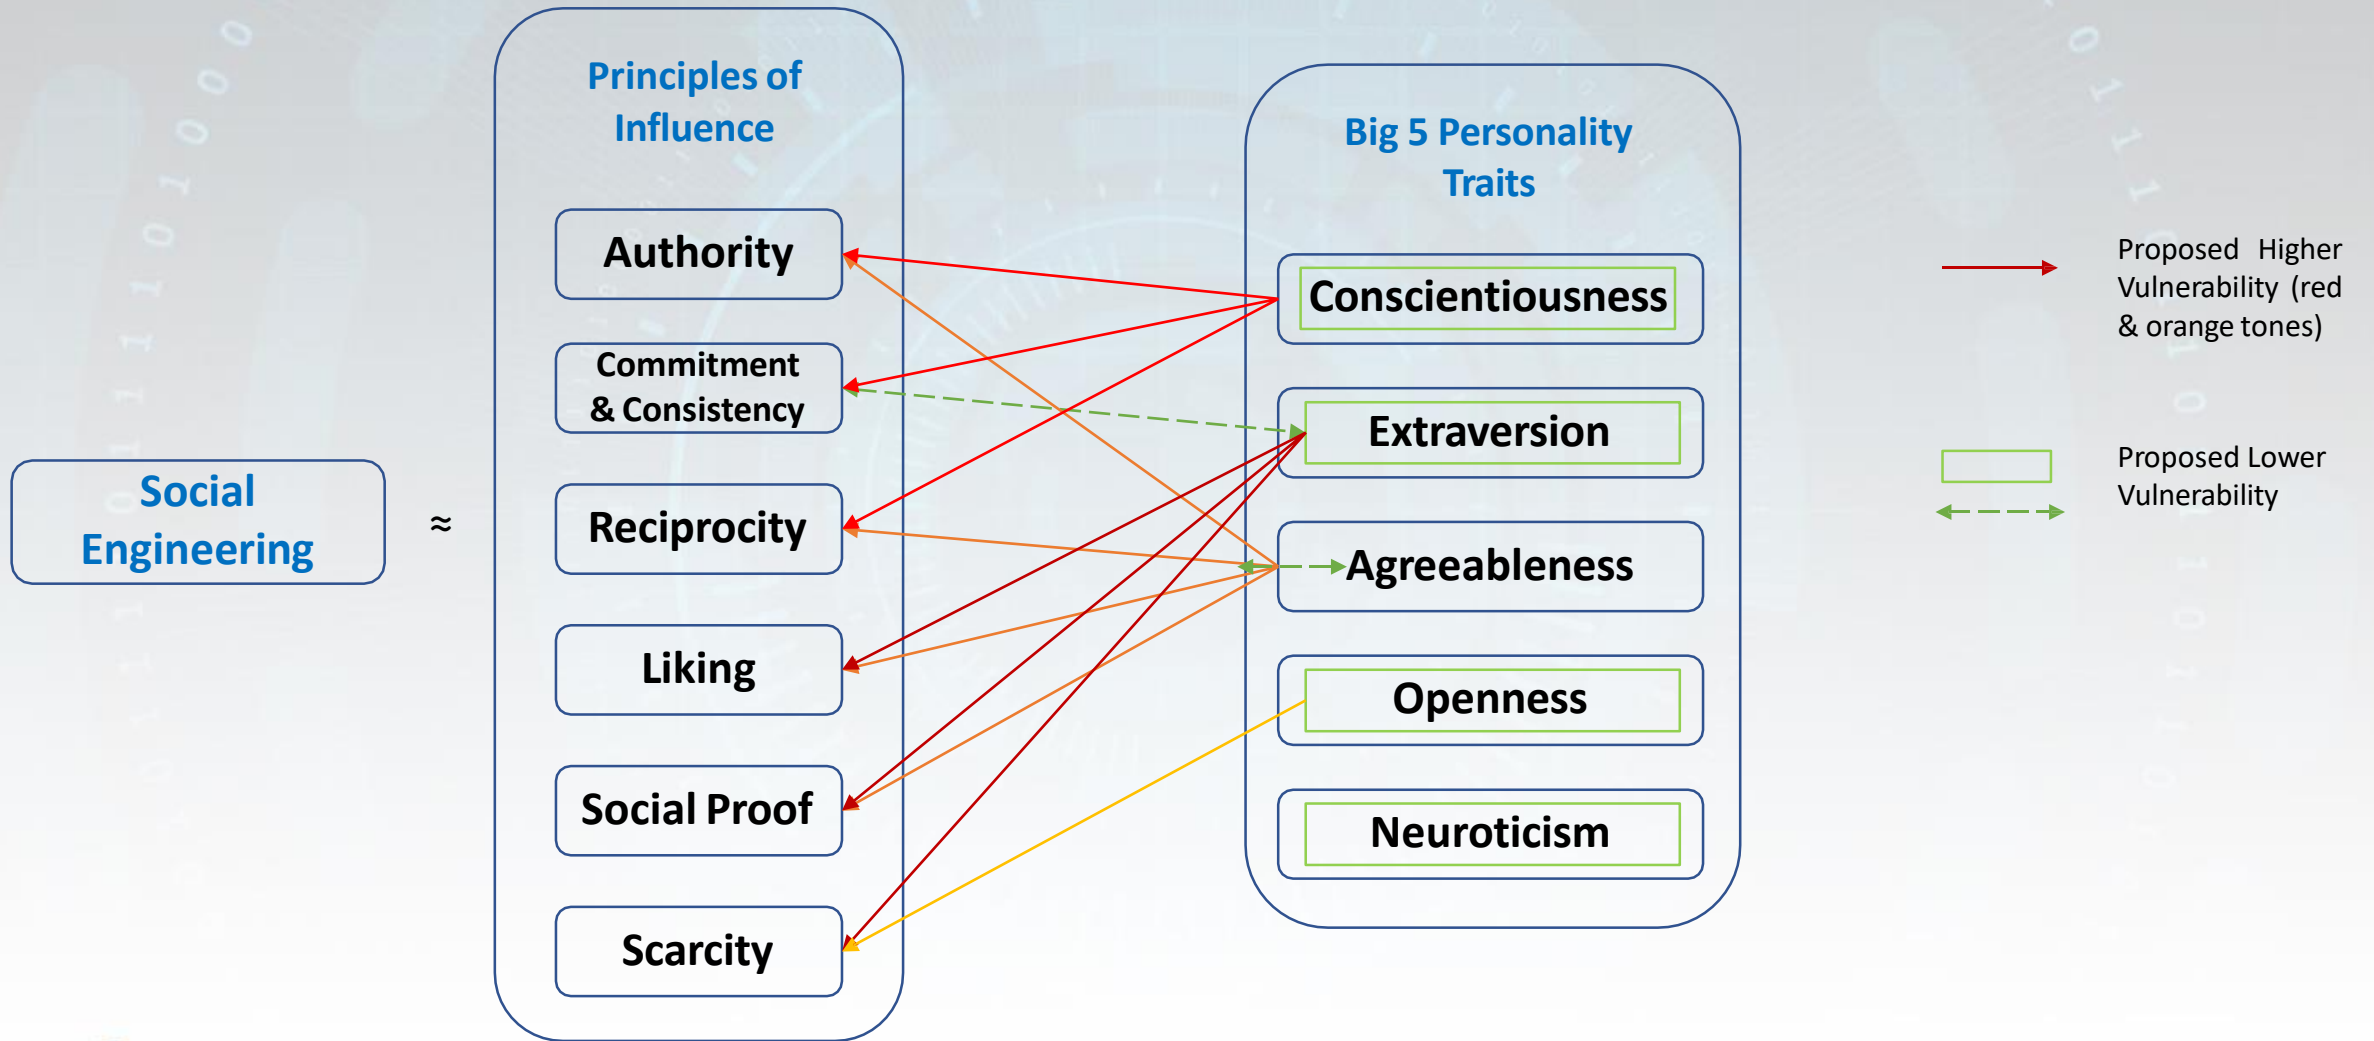 Principles of
Influence
Authority
Commitment
& Consistency
Reciprocity
Liking
Social Proof
Scarcity
Social
Engineering
≈
Big 5 Personality
Traits
Conscientiousness
Extraversion
Agreeableness
Openness
Neuroticism
Proposed Higher
Vulnerability (red
& orange tones)
Proposed Lower
Vulnerability